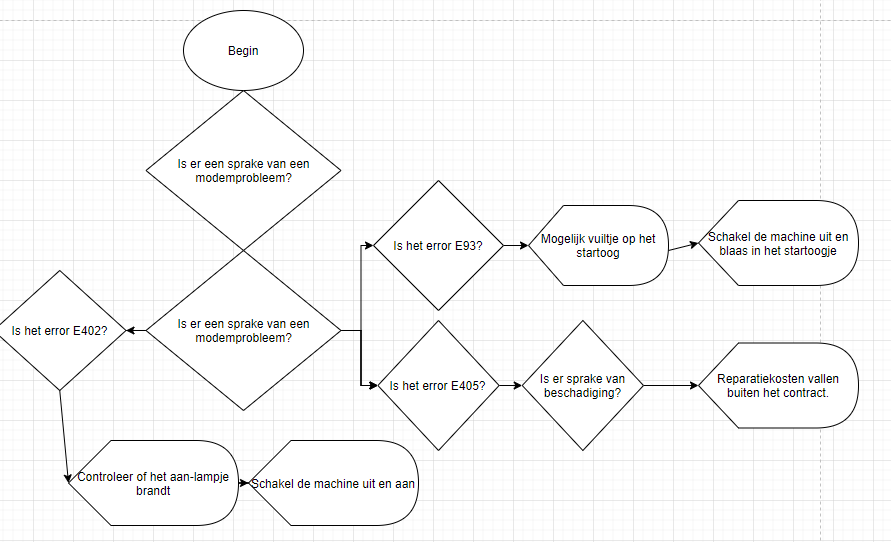 Begin
Is er een sprake van een
modemprobleem?
Is het error E93?
Mogelijk vuiltje op het
startoog
Schakel de machine uit en
blaas in het startoogje
Is het error E402?
Is er een sprake van een
modemprobleem?
Is het error E405?
Is er sprake van
beschadiging?
Reparatiekosten vallen
buiten het contract.
Controleer of het aan-lampje
brandt
Schakel de machine uit en aan